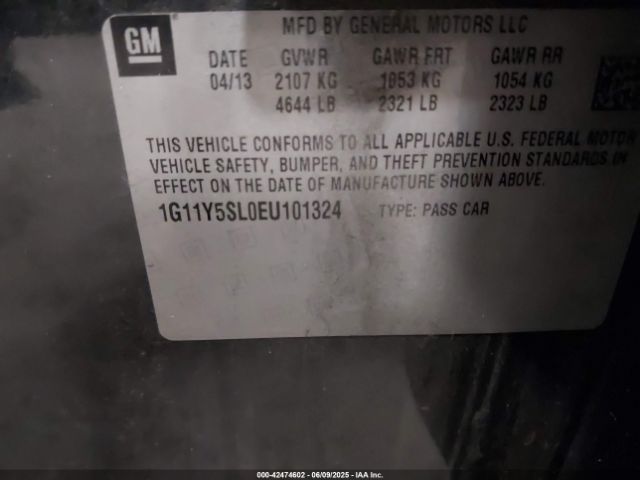 GM
MFD BY GENERAL MOTORS LLC
DATE GVWR GAWR FRT GAWR RR
04/13 2107 KG 1053 KG 1054 KG
4644 LB 2321 LB 2323 LB
THIS VEHICLE CONFORMS TO ALL APPLICABLE U.S. FEDERAL MOTOR
VEHICLE SAFETY, BUMPER, AND THEFT PREVENTION STANDARDS IN
EFFECT ON THE DATE OF MANUFACTURE SHOWN ABOVE.
1G11Y5SL0EU101324 TYPE: PASS CAR
000-42474602 - 06/09/2025 - IAA Inc.